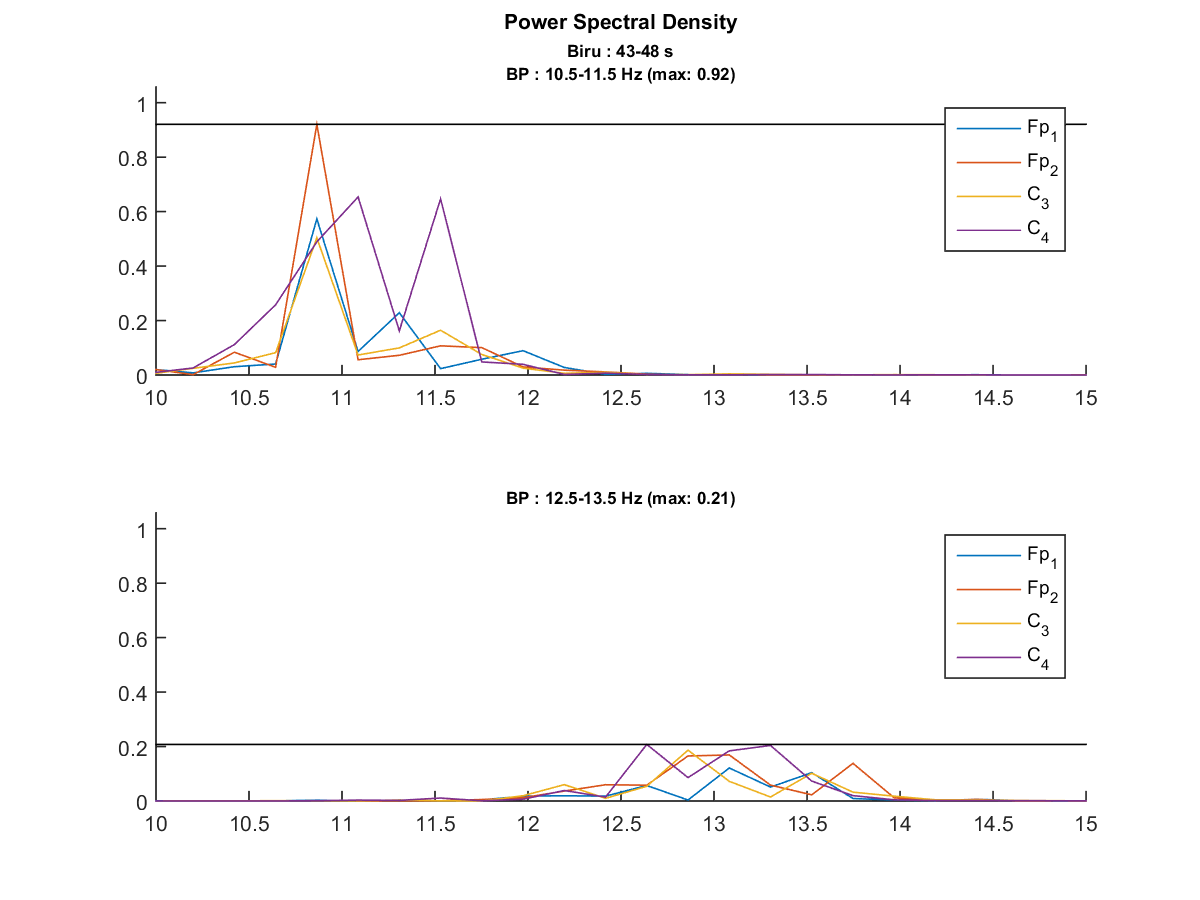 Power Spectral Density
Biru : 43-48 s
BP : 10.5-11.5 Hz (max: 0.92)
1
0.8
0.6
0.4
0.2
0
10 10.5 11 11.5 12 12.5 13 13.5 14 14.5 15
Fp1
Fp2
C3
C4
BP : 12.5-13.5 Hz (max: 0.21)
1
0.8
0.6
0.4
0.2
0
10 10.5 11 11.5 12 12.5 13 13.5 14 14.5 15
Fp1
Fp2
C3
C4